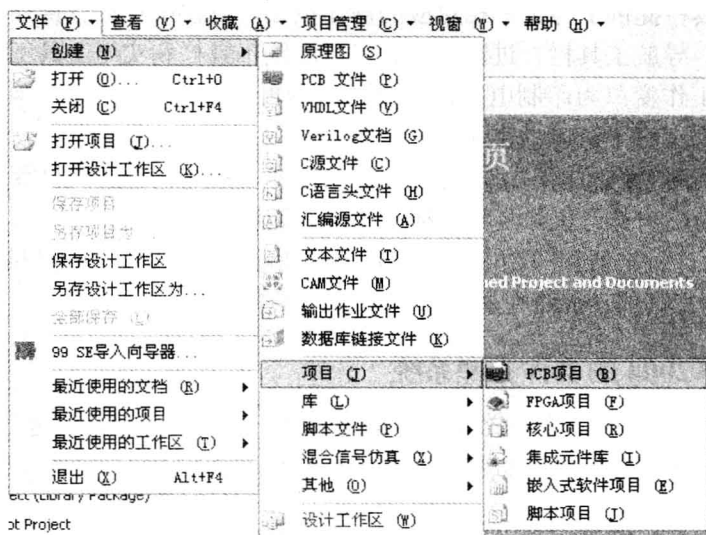 文件 (F) 查看 (V) 收藏 (A) 项目管理 (C) 视窗 (W) 帮助 (H)
创建 (N)
打开 (O)... Ctrl+O
关闭 (C) Ctrl+F4
打开项目 (J)...
打开设计工作区 (K)...
保存项目
另存项目为...
保存设计工作区
另存设计工作区为...
全部保存 (L)
99 SE导入向导器...
最近使用的文档 (R)
最近使用的项目
最近使用的工作区 (T)
退出 (X) Alt+F4
原理图 (S)
PCB 文件 (P)
VHDL文件 (V)
Verilog文档 (G)
C源文件 (C)
C语言头文件 (H)
汇编源文件 (A)
文本文件 (T)
CAM文件 (M)
输出作业文件 (U)
数据库链接文件 (K)
项目 (J)
库 (L)
脚本文件 (P)
混合信号仿真 (X)
其他 (O)
设计工作区 (W)
PCB项目 (B)
FPGA项目 (F)
核心项目 (R)
集成元件库 (I)
嵌入式软件项目 (E)
脚本项目 (J)
页
ned Project and Documents
ect (Library Package)
ot Project